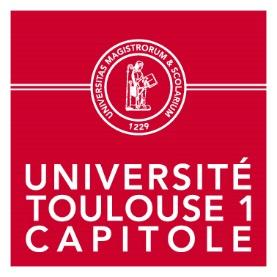 UNIVERSITAS MAGISTRORUM & SCOLARIUM
1229
UNIVERSITÉ
TOULOUSE 1
CAPITOLE